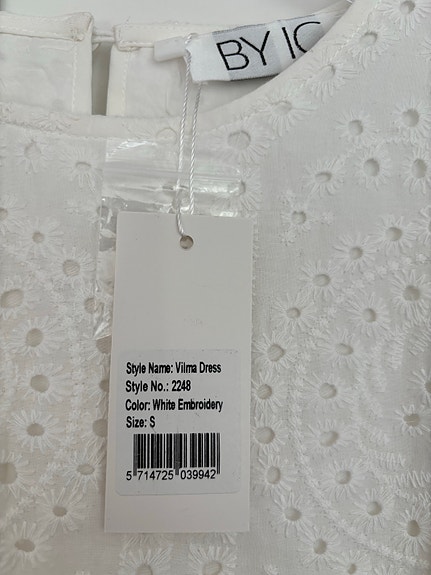 BY IC
Style Name: Vilma Dress
Style No.: 2248
Color: White Embroidery
Size: S
5 714725 039942